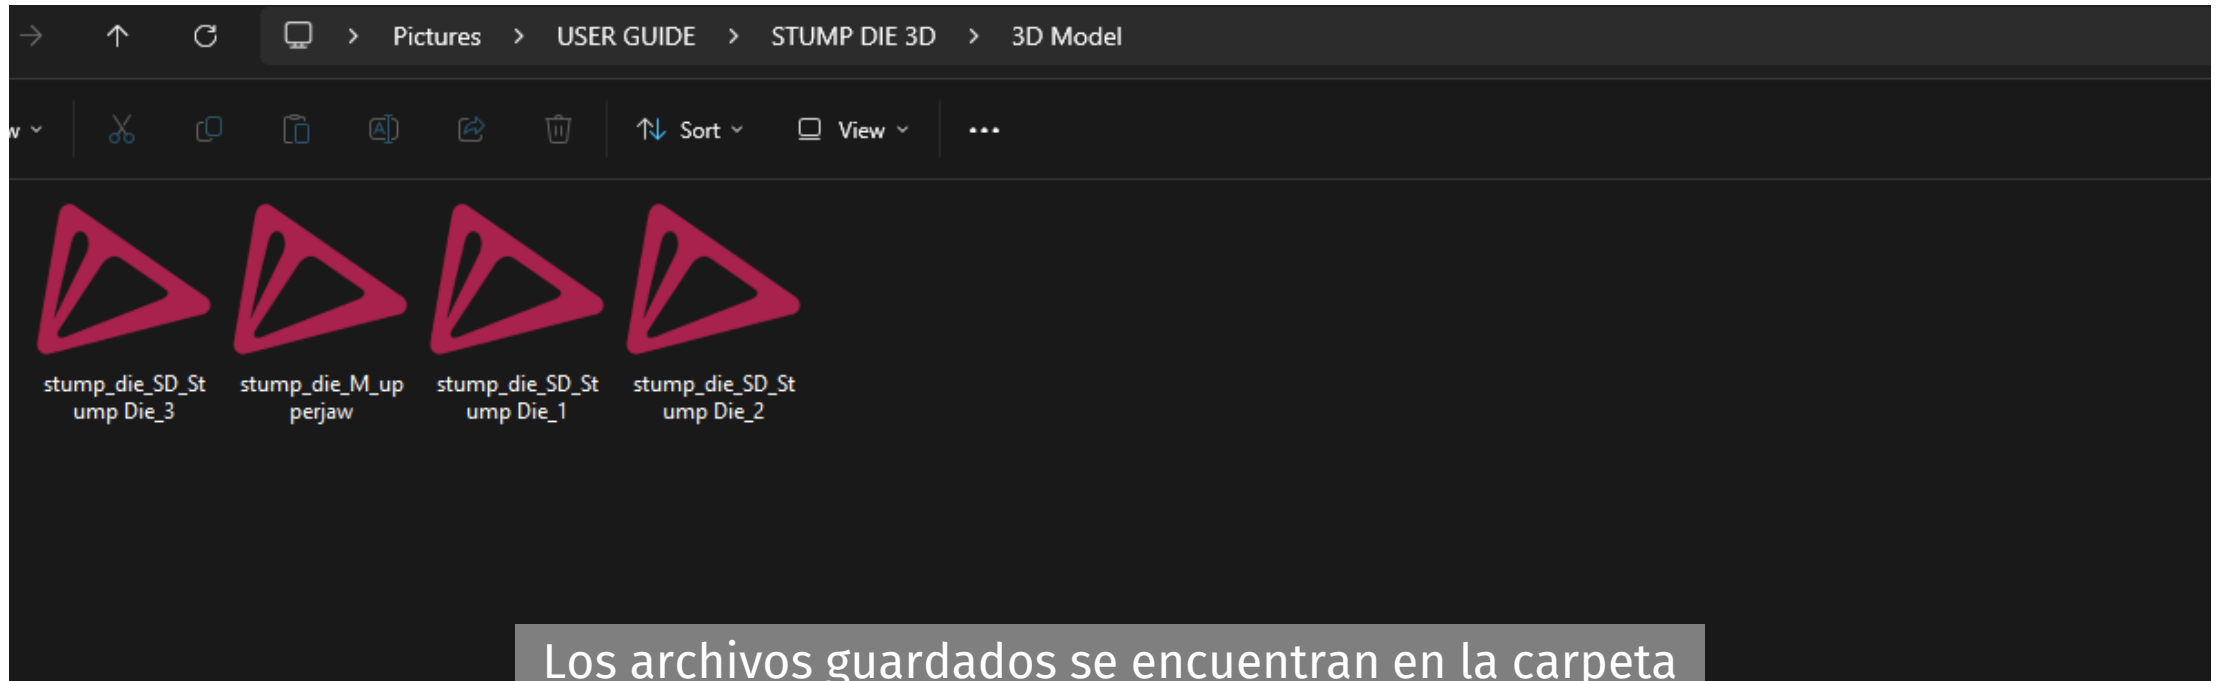 Pictures > USER GUIDE > STUMP DIE 3D > 3D Model
w Sort View ...
stump_die_SD_St stump_die_M_up stump_die_SD_St stump_die_SD_St
ump Die_3 perjaw ump Die_1 ump Die_2
Los archivos guardados se encuentran en la carpeta